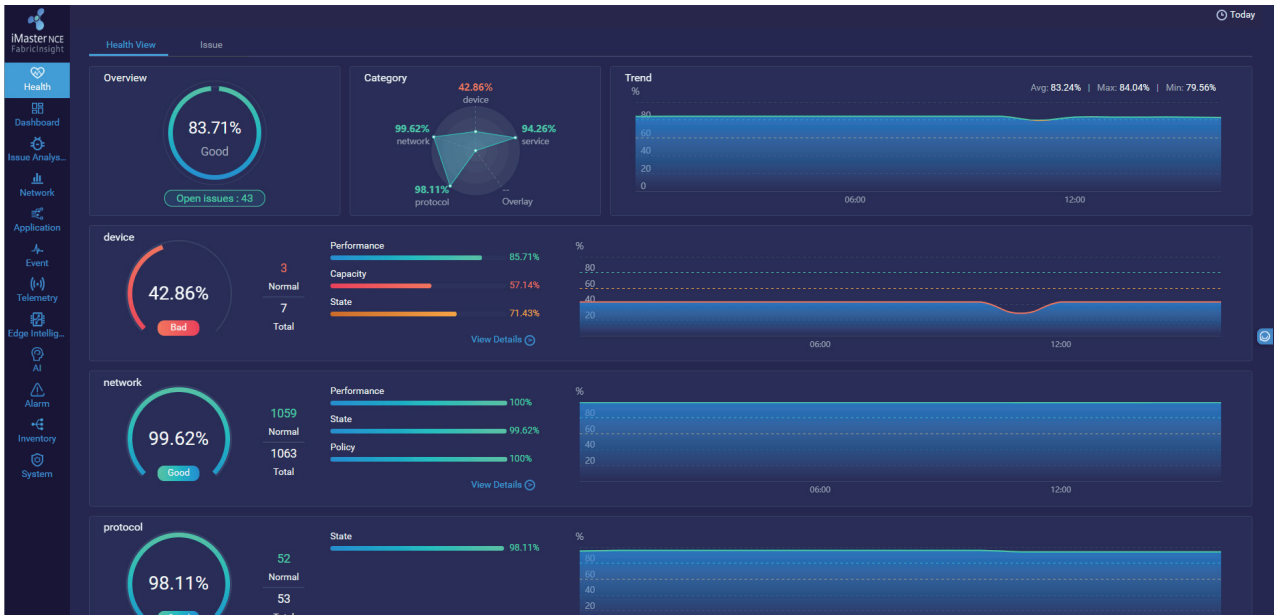 Today
iMaster NCE
FabricInsight
Health View
Issue
Health
Dashboard
Issue Analys...
Network
Application
Event
Telemetry
Edge Intellig...
AI
Alarm
Inventory
System
Overview
83.71%
Good
Open issues : 43
Category
42.86%
device
99.62%
network
94.26%
service
98.11%
protocol
--
Overlay
Trend
%
Avg: 83.24% | Max: 84.04% | Min: 79.56%
80
60
40
20
0
06:00
12:00
device
42.86%
Bad
3
Normal
7
Total
Performance
85.71%
Capacity
57.14%
State
71.43%
View Details
%
80
60
40
20
06:00
12:00
network
99.62%
Good
1059
Normal
1063
Total
Performance
100%
State
99.62%
Policy
100%
View Details
%
80
60
40
20
06:00
12:00
protocol
98.11%
52
Normal
53
State
98.11%
%
80
60
40
20